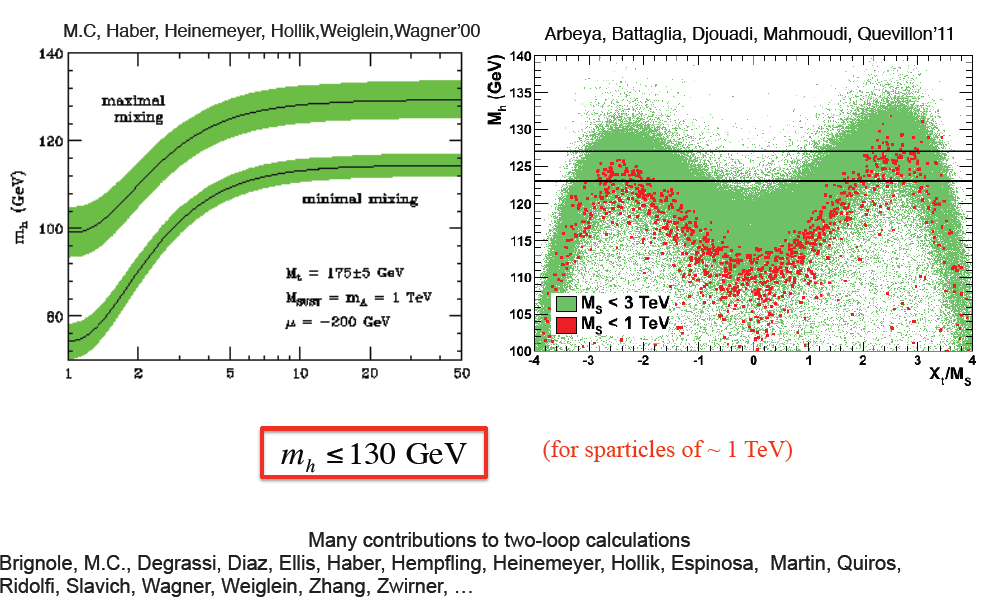 M.C, Haber, Heinemeyer, Hollik,Weiglein,Wagner'00
140
120
100
80
m_h (GeV)
maximal
mixing
minimal mixing
M_t = 175±5 GeV
M_SUSY = m_A = 1 TeV
μ = −200 GeV
1 2 5 10 20 50
Arbeya, Battaglia, Djouadi, Mahmoudi, Quevillon'11
M_h (GeV)
140
135
130
125
120
115
110
105
100
M_S < 3 TeV
M_S < 1 TeV
-4 -3 -2 -1 0 1 2 3 4
X_t/M_S
m_h ≤ 130 GeV
(for sparticles of ~ 1 TeV)
Many contributions to two-loop calculations
Brignole, M.C., Degrassi, Diaz, Ellis, Haber, Hempfling, Heinemeyer, Hollik, Espinosa, Martin, Quiros,
Ridolfi, Slavich, Wagner, Weiglein, Zhang, Zwirner, …